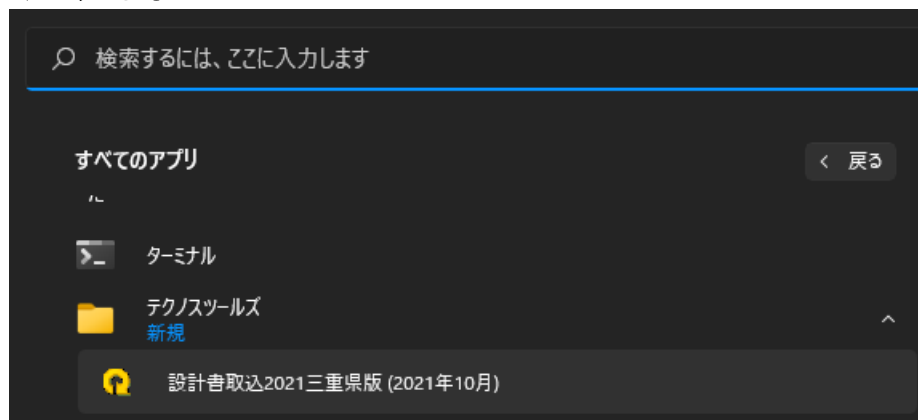 検索するには、ここに入力します
すべてのアプリ
戻る
ターミナル
テクノスツールズ
新規
設計書取込2021三重県版 (2021年10月)